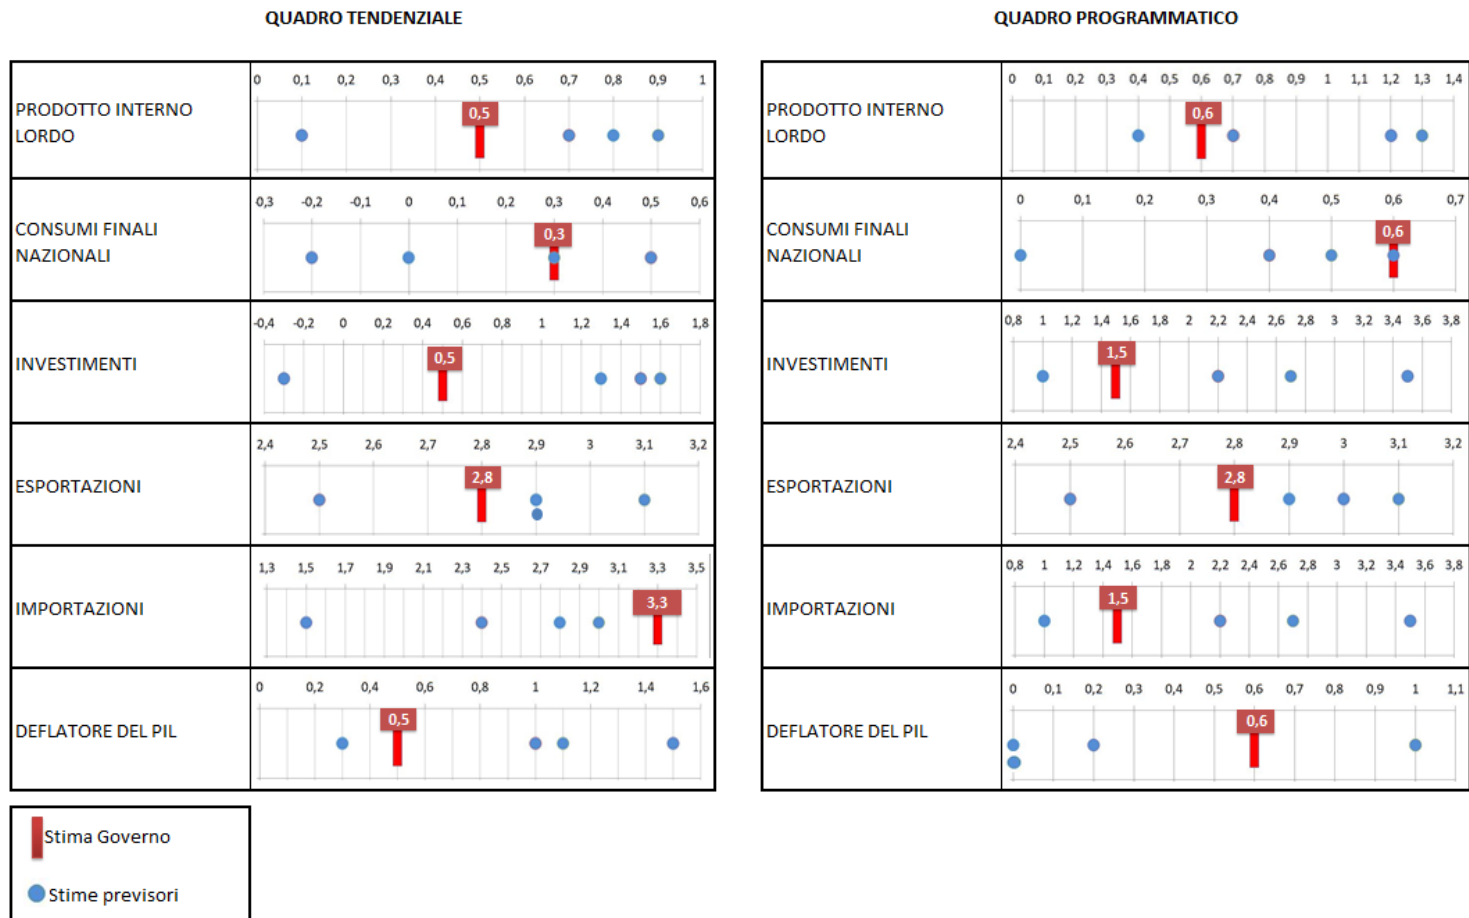 QUADRO TENDENZIALE
QUADRO PROGRAMMATICO
PRODOTTO INTERNO
LORDO
0 0,1 0,2 0,3 0,4 0,5 0,6 0,7 0,8 0,9 1
0,5
CONSUMI FINALI
NAZIONALI
0,3 -0,2 -0,1 0 0,1 0,2 0,3 0,4 0,5 0,6
0,3
INVESTIMENTI
-0,4 -0,2 0 0,2 0,4 0,6 0,8 1 1,2 1,4 1,6 1,8
0,5
ESPORTAZIONI
2,4 2,5 2,6 2,7 2,8 2,9 3 3,1 3,2
2,8
IMPORTAZIONI
1,3 1,5 1,7 1,9 2,1 2,3 2,5 2,7 2,9 3,1 3,3 3,5
3,3
DEFLATORE DEL PIL
0 0,2 0,4 0,6 0,8 1 1,2 1,4 1,6
0,5
PRODOTTO INTERNO
LORDO
0 0,1 0,2 0,3 0,4 0,5 0,6 0,7 0,8 0,9 1 1,1 1,2 1,3 1,4
0,6
CONSUMI FINALI
NAZIONALI
0 0,1 0,2 0,3 0,4 0,5 0,6 0,7
0,6
INVESTIMENTI
0,8 1 1,2 1,4 1,6 1,8 2 2,2 2,4 2,6 2,8 3 3,2 3,4 3,6 3,8
1,5
ESPORTAZIONI
2,4 2,5 2,6 2,7 2,8 2,9 3 3,1 3,2
2,8
IMPORTAZIONI
0,8 1 1,2 1,4 1,6 1,8 2 2,2 2,4 2,6 2,8 3 3,2 3,4 3,6 3,8
1,5
DEFLATORE DEL PIL
0 0,1 0,2 0,3 0,4 0,5 0,6 0,7 0,8 0,9 1 1,1
0,6
Stima Governo
Stime previsori